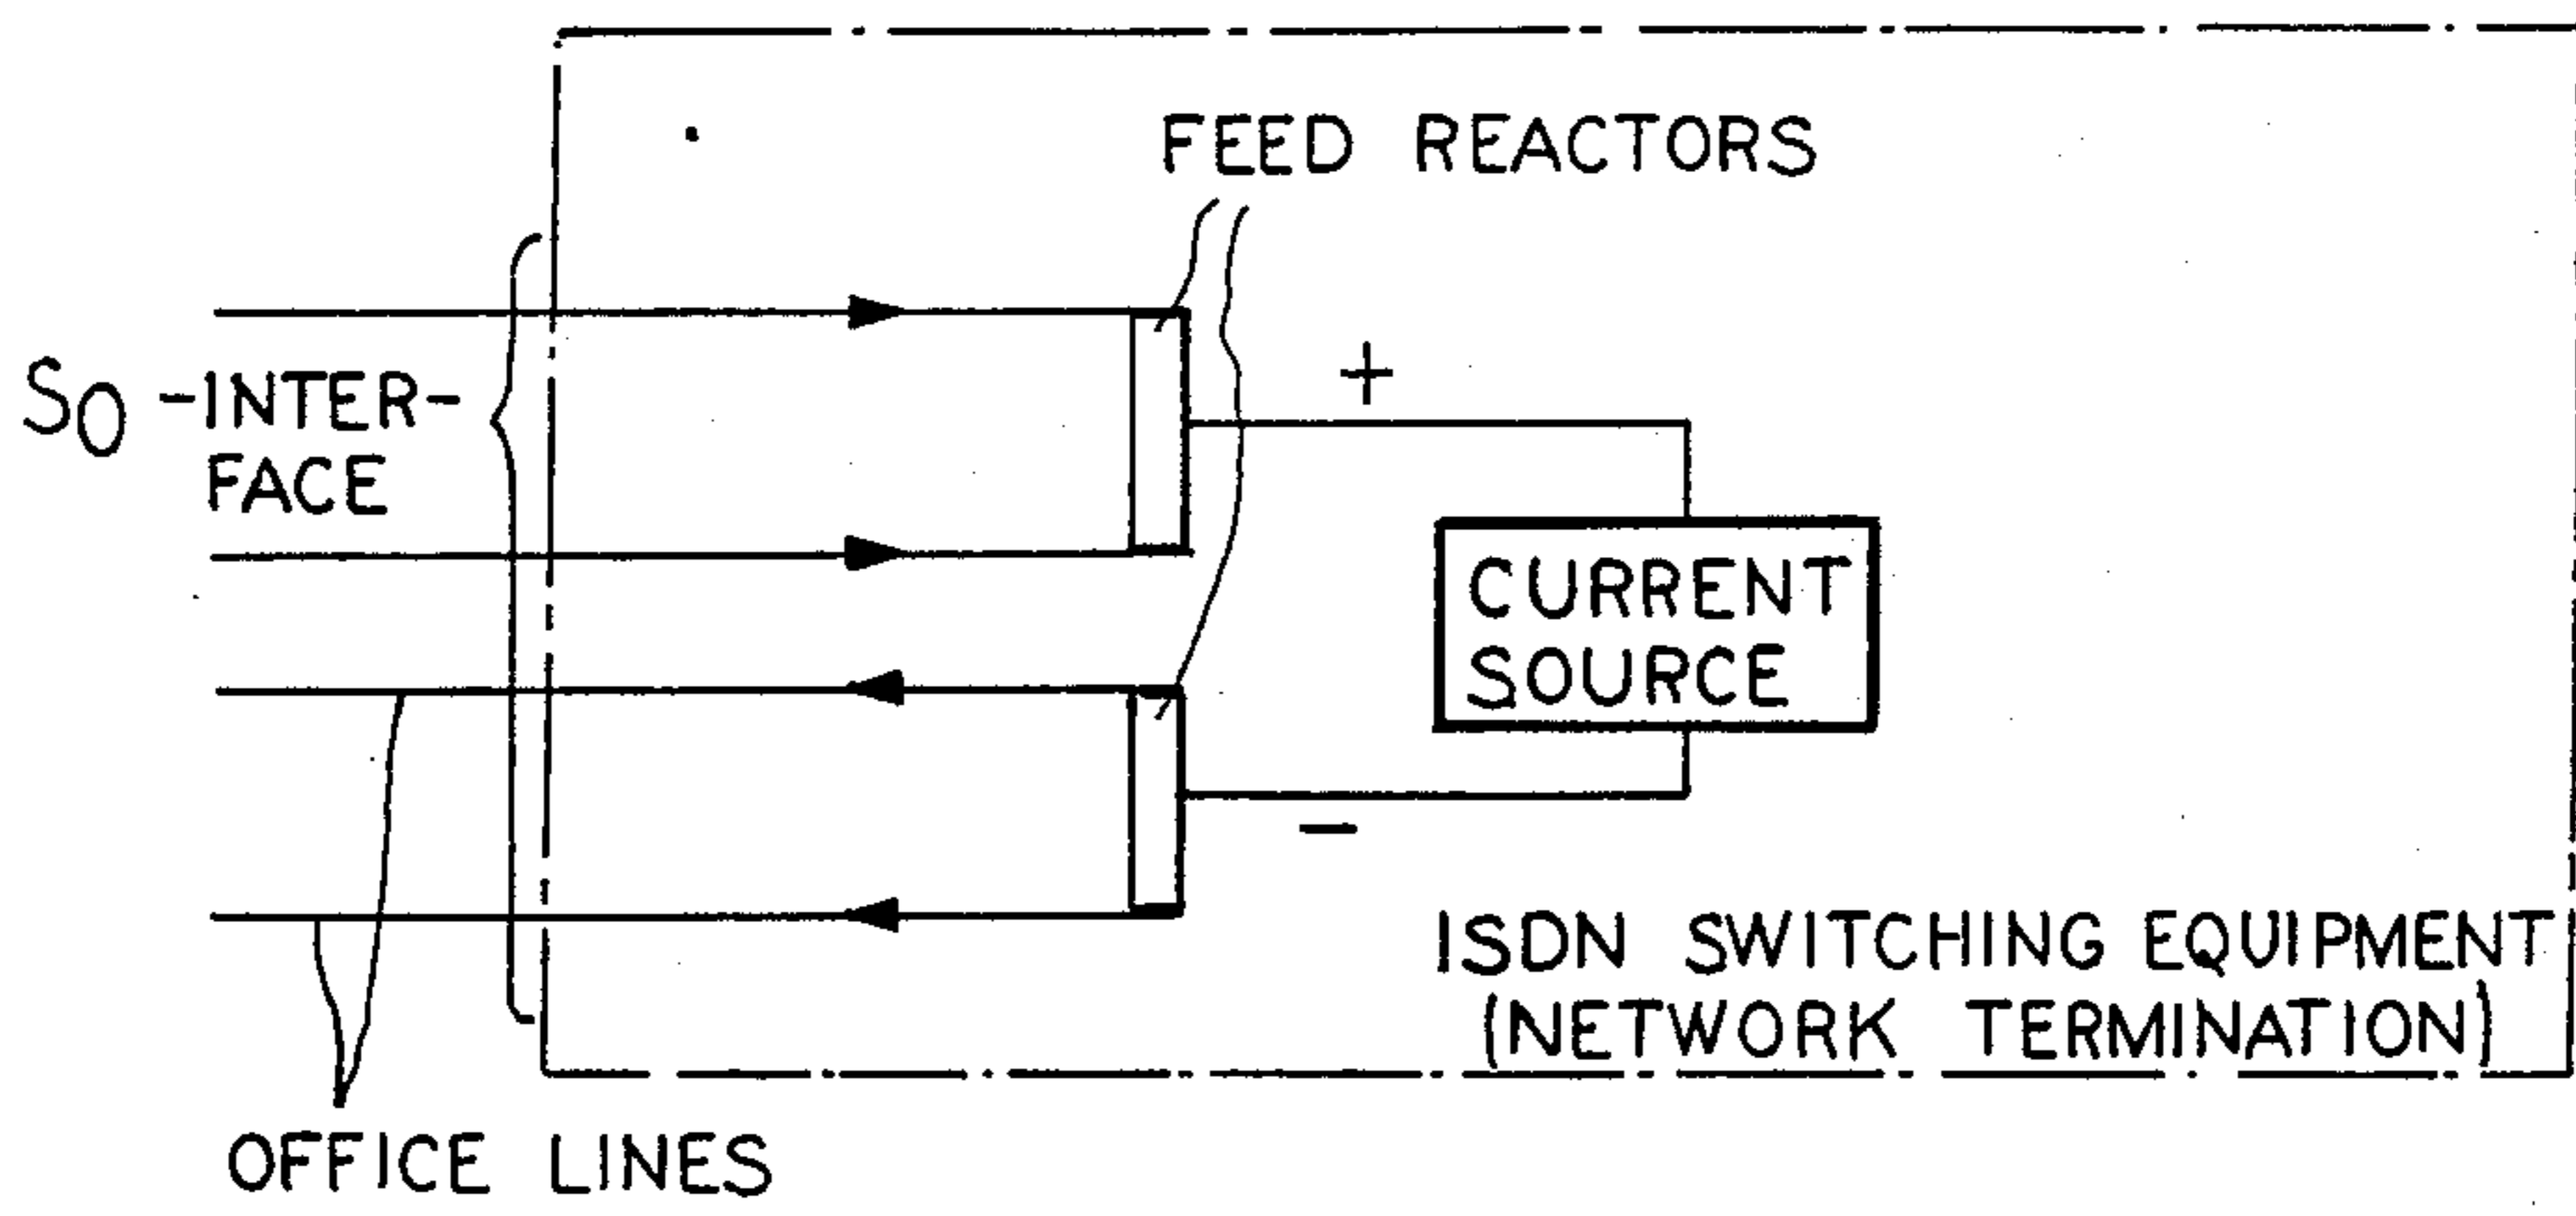 FEED REACTORS
+
S0 -INTER-
FACE
CURRENT
SOURCE
−
ISDN SWITCHING EQUIPMENT
(NETWORK TERMINATION)
OFFICE LINES